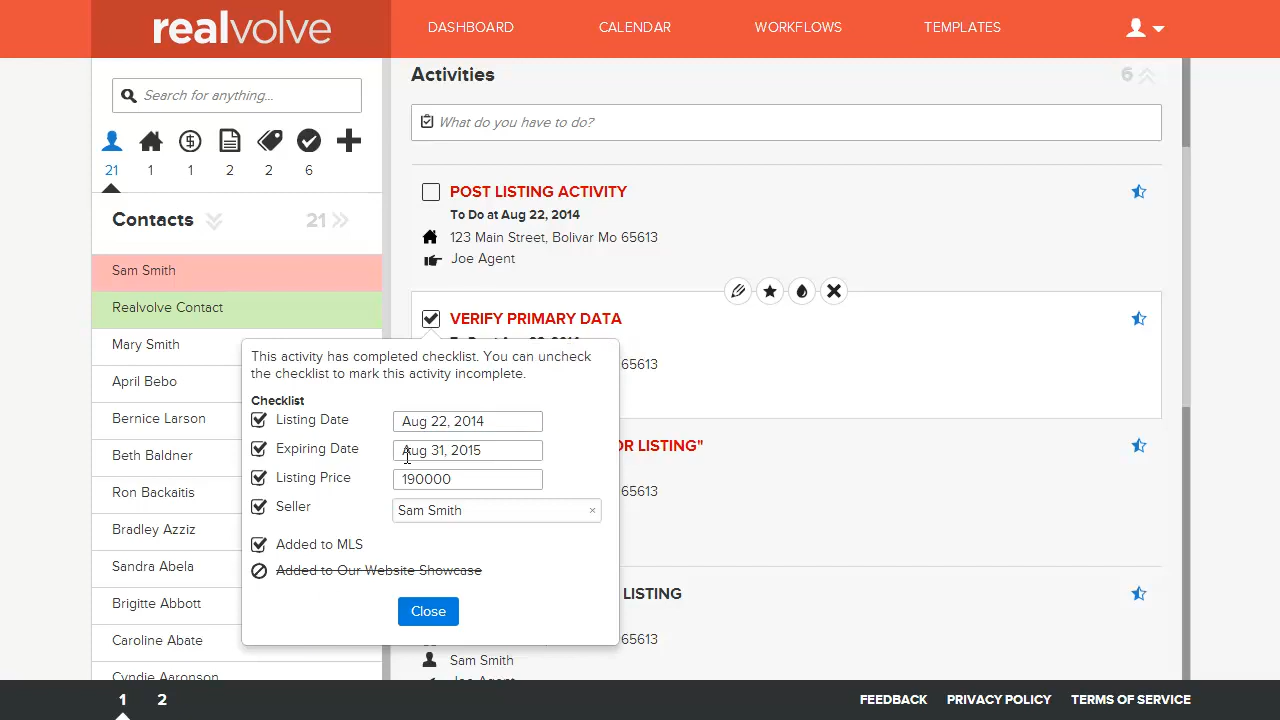 realvolve
DASHBOARD
CALENDAR
WORKFLOWS
TEMPLATES
Search for anything...
21
1
1
2
2
6
Contacts
21
Sam Smith
Realvolve Contact
Mary Smith
April Bebo
Bernice Larson
Beth Baldner
Ron Backaitis
Bradley Azziz
Sandra Abela
Brigitte Abbott
Caroline Abate
Cyndie Aaronson
Activities
6
What do you have to do?
POST LISTING ACTIVITY
To Do at Aug 22, 2014
123 Main Street, Bolivar Mo 65613
Joe Agent
VERIFY PRIMARY DATA
65613
This activity has completed checklist. You can uncheck
the checklist to mark this activity incomplete.
Checklist
Listing Date
Aug 22, 2014
Expiring Date
Aug 31, 2015
Listing Price
190000
Seller
Sam Smith
×
Added to MLS
Added to Our Website Showcase
Close
OR LISTING"
65613
LISTING
65613
Sam Smith
Joe Agent
1
2
FEEDBACK
PRIVACY POLICY
TERMS OF SERVICE